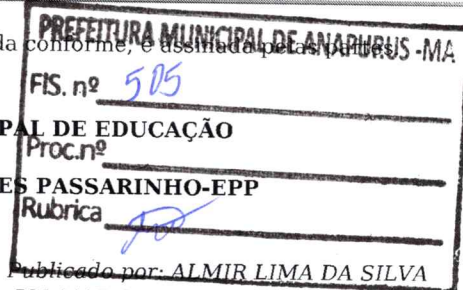 PREFEITURA MUNICIPAL DE ANAPURUS -MA
da conforme, é assinada pelas partes.
FIS. nº 505
PAL DE EDUCAÇÃO
Proc.nº
ES PASSARINHO-EPP
Rubrica
Publicado por: ALMIR LIMA DA SILVA